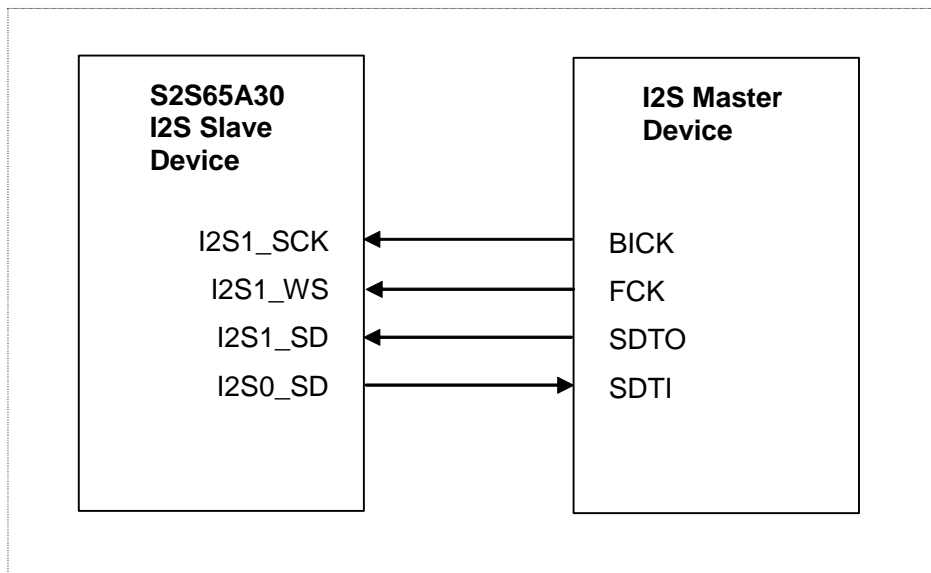 S2S65A30
I2S Slave
Device
I2S Master
Device
I2S1_SCK
BICK
I2S1_WS
FCK
I2S1_SD
SDTO
I2S0_SD
SDTI